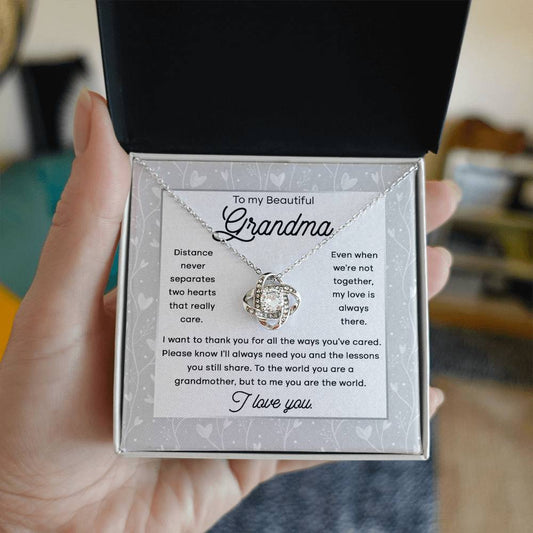 To my Beautiful
Grandma
Distance
never
separates
two hearts
that really
care.
Even when
we're not
together,
my love is
always
there.
I want to thank you for all the ways you've cared.
Please know I'll always need you and the lessons
you still share. To the world you are a
grandmother, but to me you are the world.
I love you.